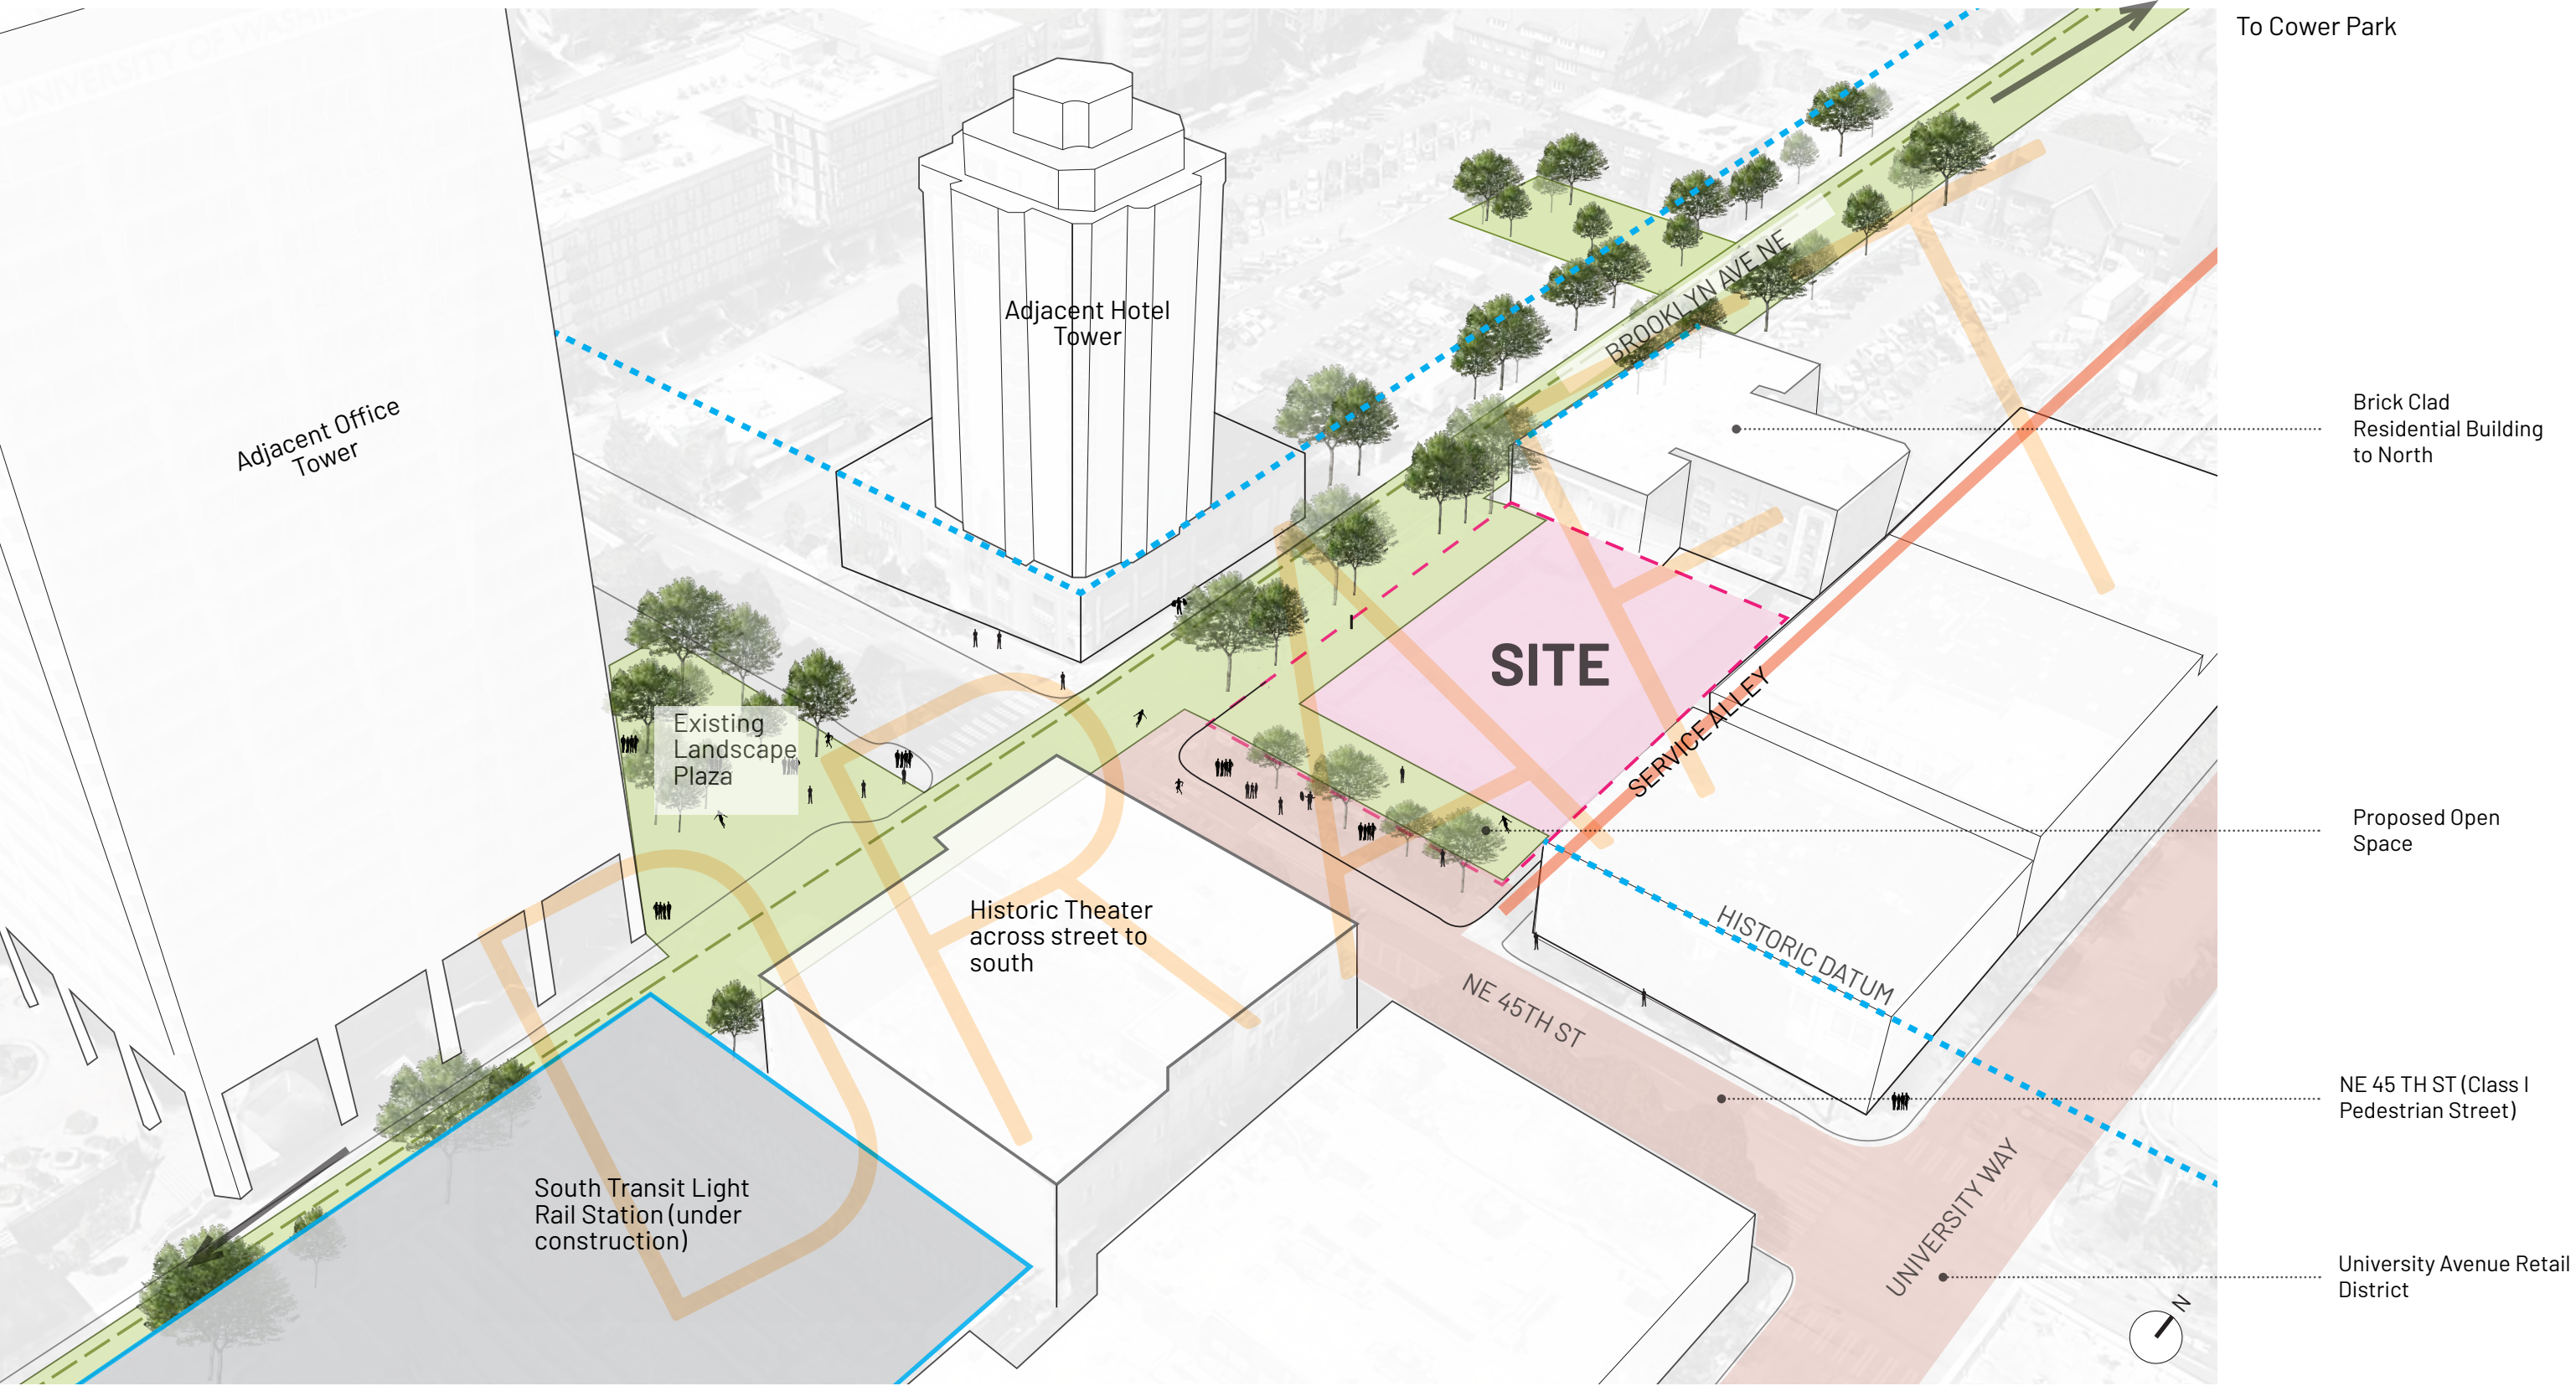 To Cower Park
UNIVERSITY OF WASHING
Adjacent Hotel
Tower
BROOKLYN AVE NE
Adjacent Office
Tower
Brick Clad
Residential Building
to North
SITE
Existing
Landscape
Plaza
SERVICE ALLEY
Proposed Open
Space
Historic Theater
across street to
south
HISTORIC DATUM
NE 45TH ST
NE 45 TH ST (Class I
Pedestrian Street)
South Transit Light
Rail Station (under
construction)
UNIVERSITY WAY
University Avenue Retail
District
N
DRAFT